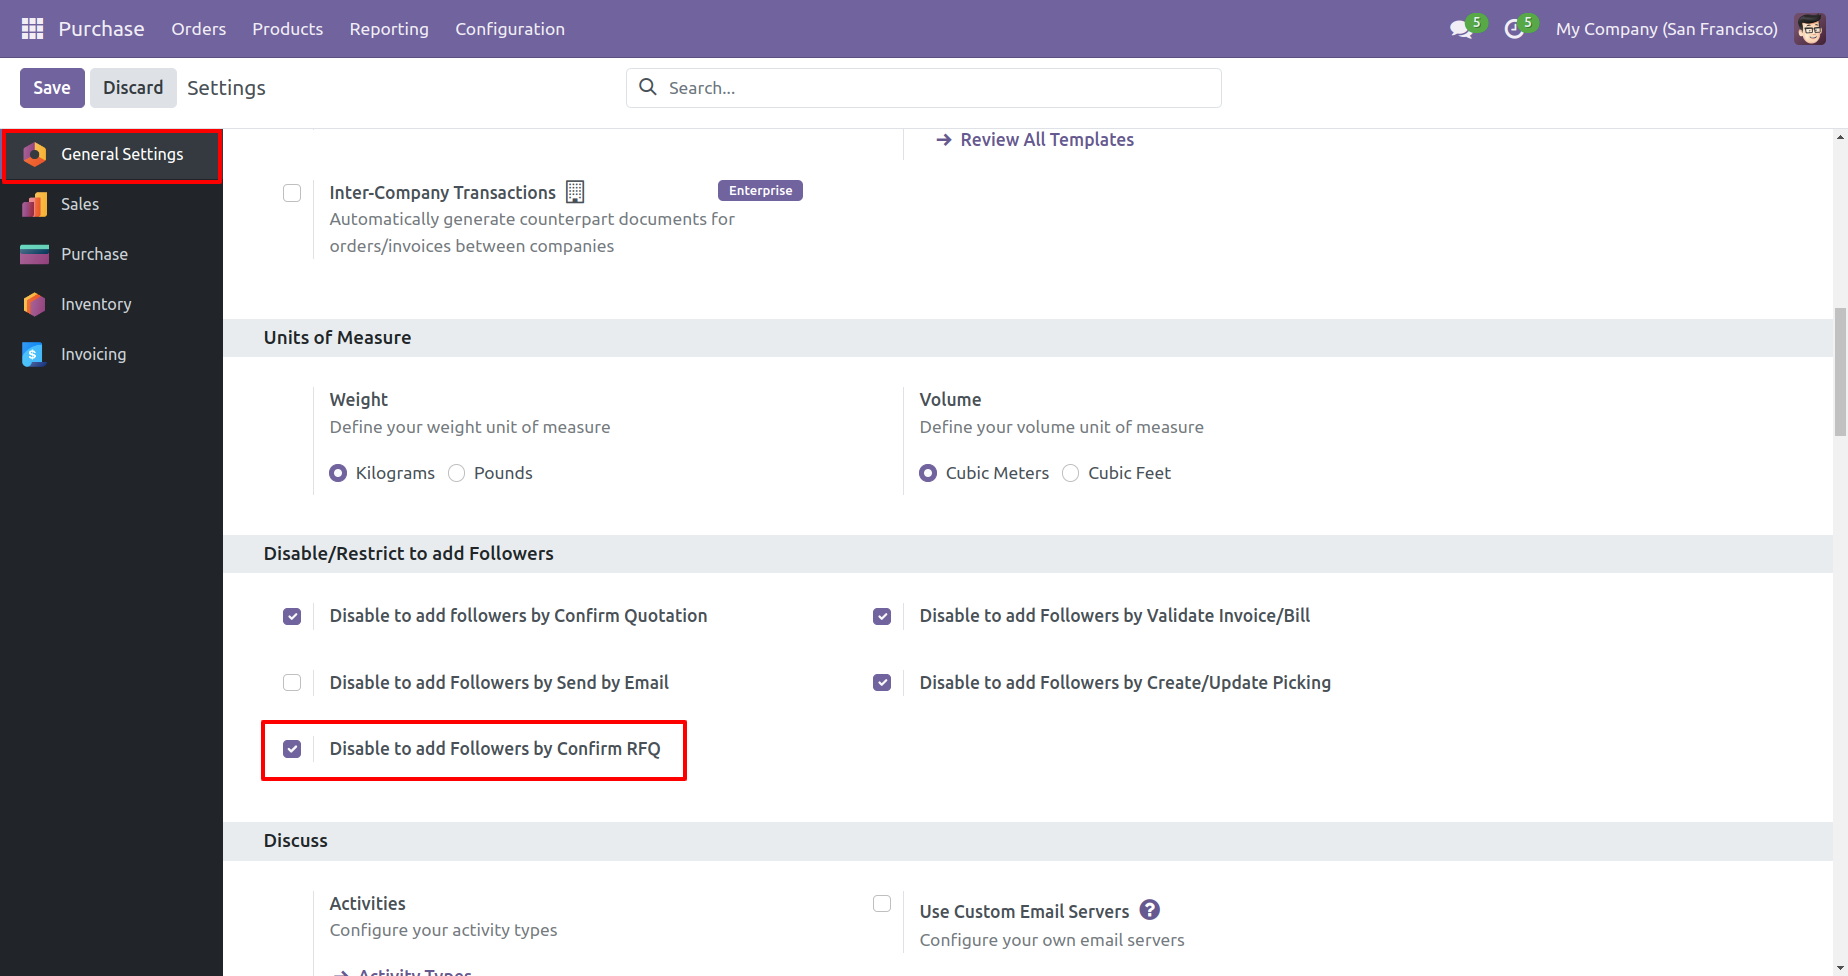 Purchase Orders Products Reporting Configuration 5 5 My Company (San Francisco)
Save Discard Settings Search...
General Settings
Sales
Purchase
Inventory
Invoicing
Review All Templates
Inter-Company Transactions Enterprise
Automatically generate counterpart documents for
orders/invoices between companies
Units of Measure
Weight
Define your weight unit of measure
Kilograms Pounds
Volume
Define your volume unit of measure
Cubic Meters Cubic Feet
Disable/Restrict to add Followers
Disable to add followers by Confirm Quotation
Disable to add Followers by Validate Invoice/Bill
Disable to add Followers by Send by Email
Disable to add Followers by Create/Update Picking
Disable to add Followers by Confirm RFQ
Discuss
Activities
Configure your activity types
Activity Types
Use Custom Email Servers ?
Configure your own email servers